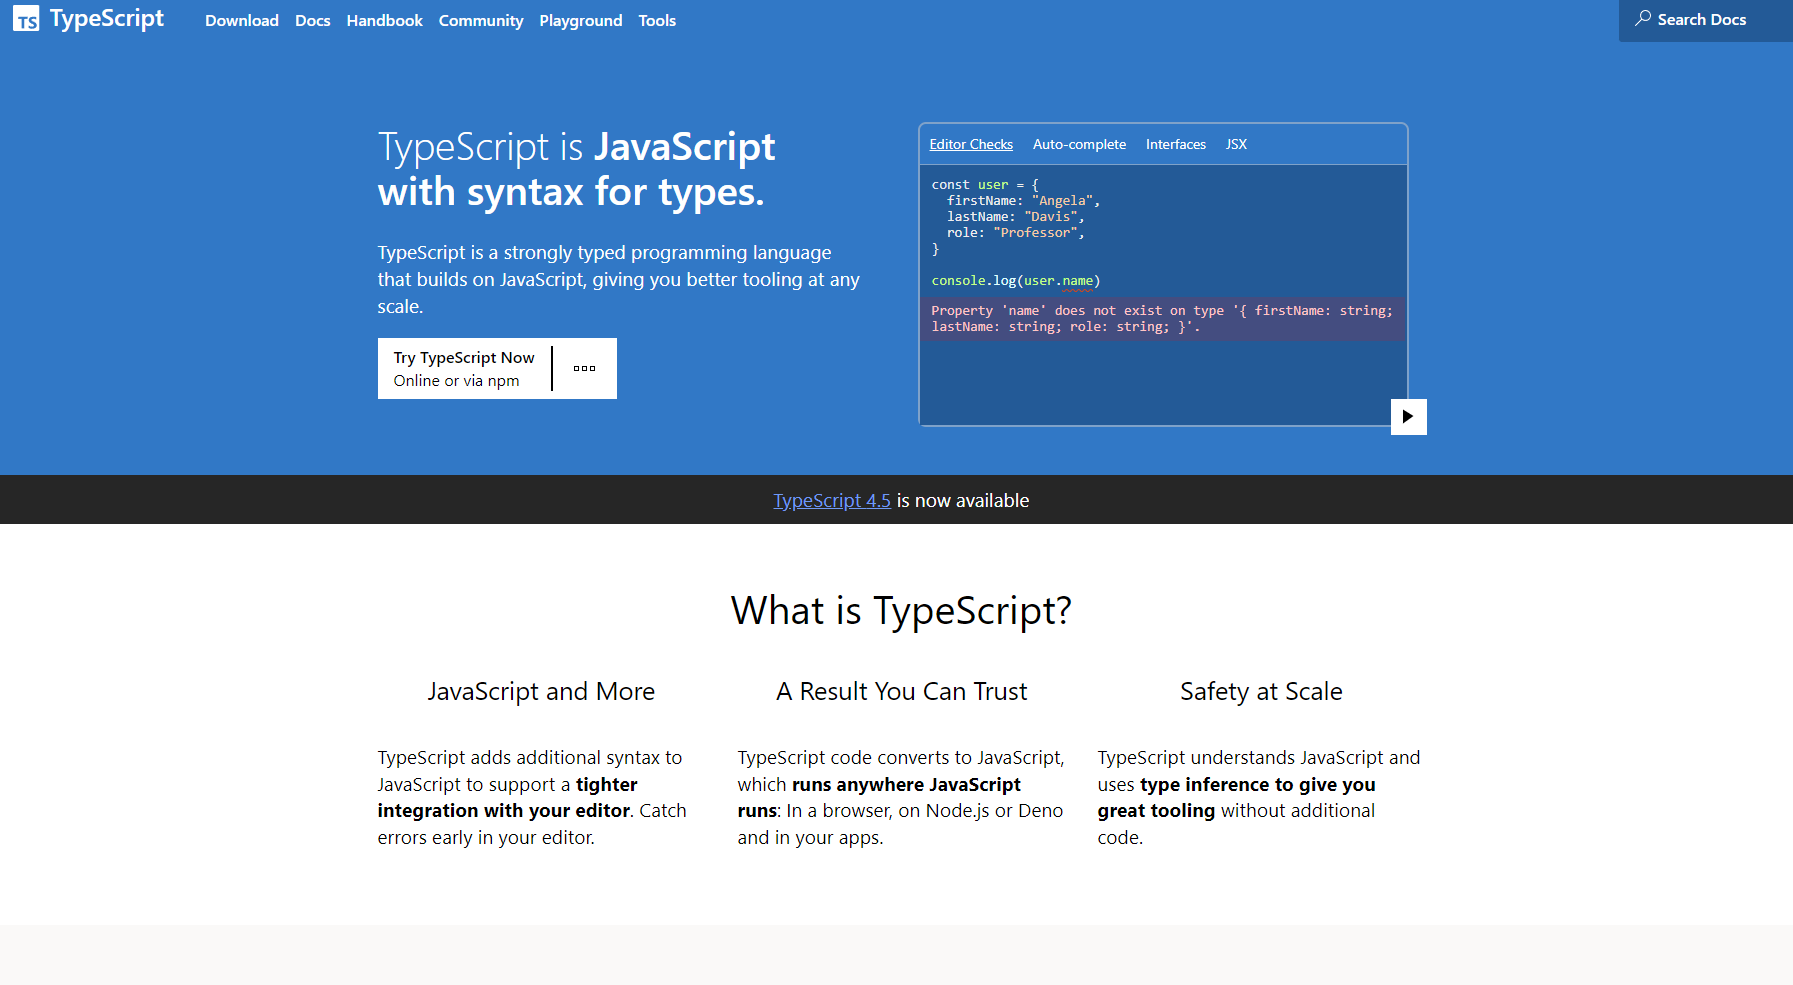 TS TypeScript Download Docs Handbook Community Playground Tools Search Docs
TypeScript is JavaScript
with syntax for types.
TypeScript is a strongly typed programming language
that builds on JavaScript, giving you better tooling at any
scale.
Try TypeScript Now
Online or via npm
Editor Checks Auto-complete Interfaces JSX
const user = {
  firstName: "Angela",
  lastName: "Davis",
  role: "Professor",
}
console.log(user.name)
Property 'name' does not exist on type '{ firstName: string;
lastName: string; role: string; }'.
TypeScript 4.5 is now available
What is TypeScript?
JavaScript and More
TypeScript adds additional syntax to
JavaScript to support a tighter
integration with your editor. Catch
errors early in your editor.
A Result You Can Trust
TypeScript code converts to JavaScript,
which runs anywhere JavaScript
runs: In a browser, on Node.js or Deno
and in your apps.
Safety at Scale
TypeScript understands JavaScript and
uses type inference to give you
great tooling without additional
code.